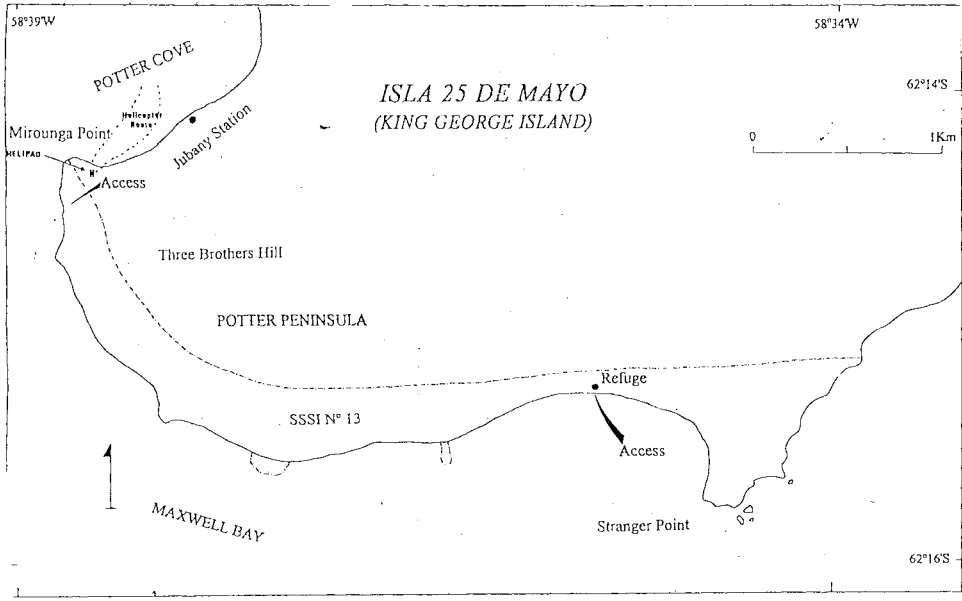 58°39'W
58°34'W
POTTER COVE
ISLA 25 DE MAYO
(KING GEORGE ISLAND)
62°14'S
Helicopter
Route
Mirounga Point
Jubany Station
0 1Km
HELIPAD
H
Access
Three Brothers Hill
POTTER PENINSULA
Refuge
SSSI N° 13
Access
MAXWELL BAY
Stranger Point
62°16'S